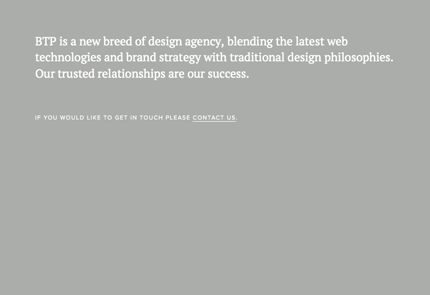 BTP is a new breed of design agency, blending the latest web
technologies and brand strategy with traditional design philosophies.
Our trusted relationships are our success.
IF YOU WOULD LIKE TO GET IN TOUCH PLEASE CONTACT US.